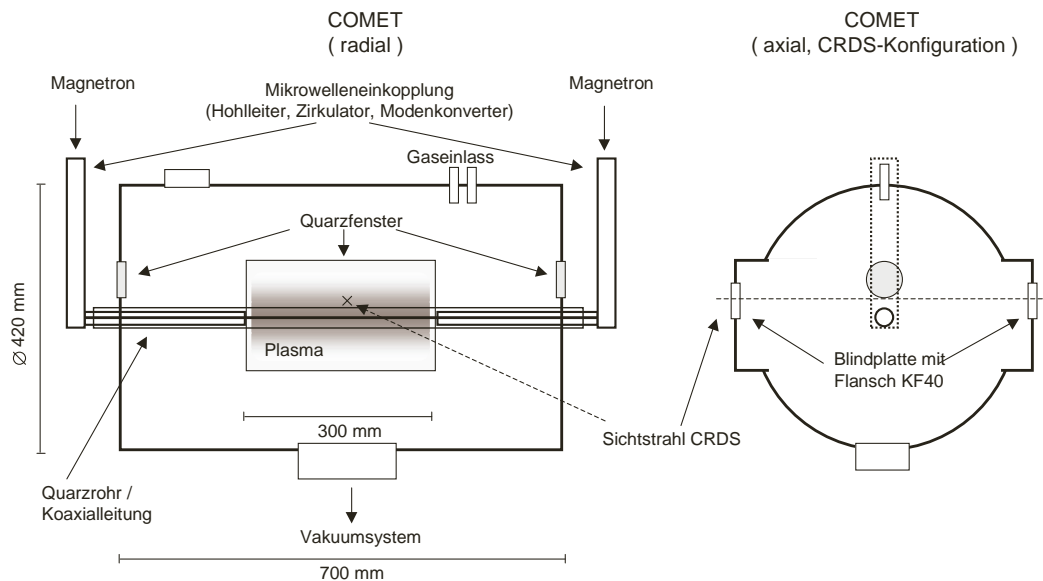 COMET
( radial )
COMET
( axial, CRDS-Konfiguration )
Magnetron
Mikrowelleneinkopplung
(Hohlleiter, Zirkulator, Modenkonverter)
Magnetron
Gaseinlass
Quarzfenster
Ø 420 mm
Plasma
Blindplatte mit
Flansch KF40
300 mm
Sichtstrahl CRDS
Quarzrohr /
Koaxialleitung
Vakuumsystem
700 mm